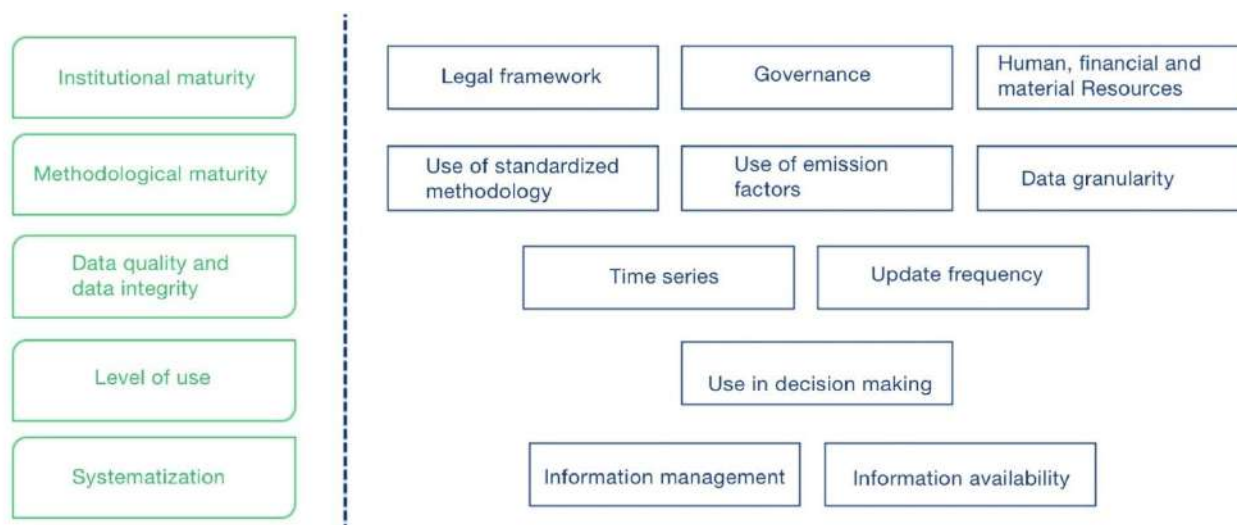 Institutional maturity
Legal framework
Governance
Human, financial and
material Resources
Methodological maturity
Use of standardized
methodology
Use of emission
factors
Data granularity
Data quality and
data integrity
Time series
Update frequency
Level of use
Use in decision making
Systematization
Information management
Information availability